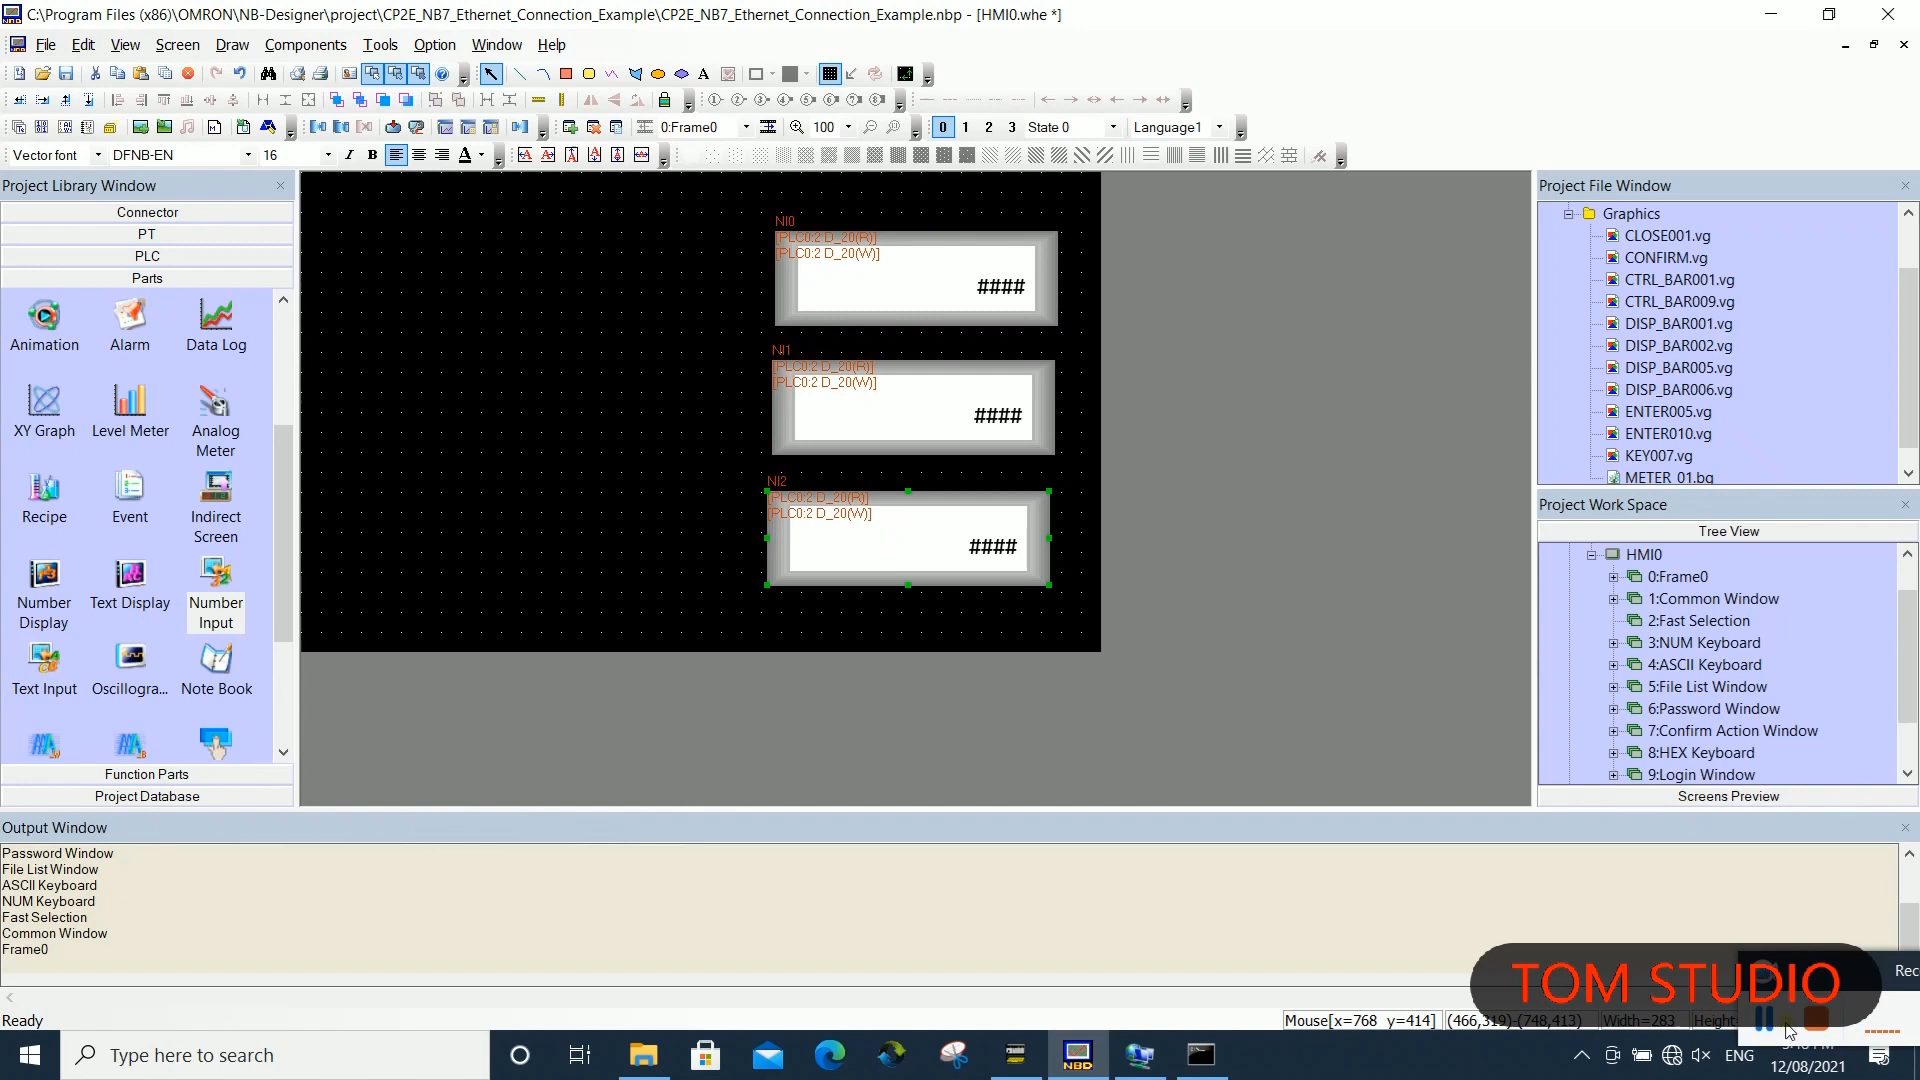 C:\Program Files (x86)\OMRON\NB-Designer\project\CP2E_NB7_Ethernet_Connection_Example\CP2E_NB7_Ethernet_Connection_Example.nbp - [HMI0.whe *]
File Edit View Screen Draw Components Tools Option Window Help
0:Frame0 100 0 1 2 3 State 0 Language1
Vector font DFNB-EN 16
Project Library Window
Connector
PT
PLC
Parts
Animation Alarm Data Log
XY Graph Level Meter Analog Meter
Recipe Event Indirect Screen
Number Display Text Display Number Input
Text Input Oscillogra... Note Book
Function Parts
Project Database
NI0
[PLC0:2 D_20(R)]
[PLC0:2 D_20(W)]
####
NI1
[PLC0:2 D_20(R)]
[PLC0:2 D_20(W)]
####
NI2
[PLC0:2 D_20(R)]
[PLC0:2 D_20(W)]
####
Project File Window
Graphics
CLOSE001.vg
CONFIRM.vg
CTRL_BAR001.vg
CTRL_BAR009.vg
DISP_BAR001.vg
DISP_BAR002.vg
DISP_BAR005.vg
DISP_BAR006.vg
ENTER005.vg
ENTER010.vg
KEY007.vg
METER_01.bg
Project Work Space
Tree View
HMI0
0:Frame0
1:Common Window
2:Fast Selection
3:NUM Keyboard
4:ASCII Keyboard
5:File List Window
6:Password Window
7:Confirm Action Window
8:HEX Keyboard
9:Login Window
Screens Preview
Output Window
Password Window
File List Window
ASCII Keyboard
NUM Keyboard
Fast Selection
Common Window
Frame0
Rec
TOM STUDIO
Ready
Mouse[x=768 y=414] (466,319)-(748,413) Width=283 Height
Type here to search
NBD
ENG
12/08/2021